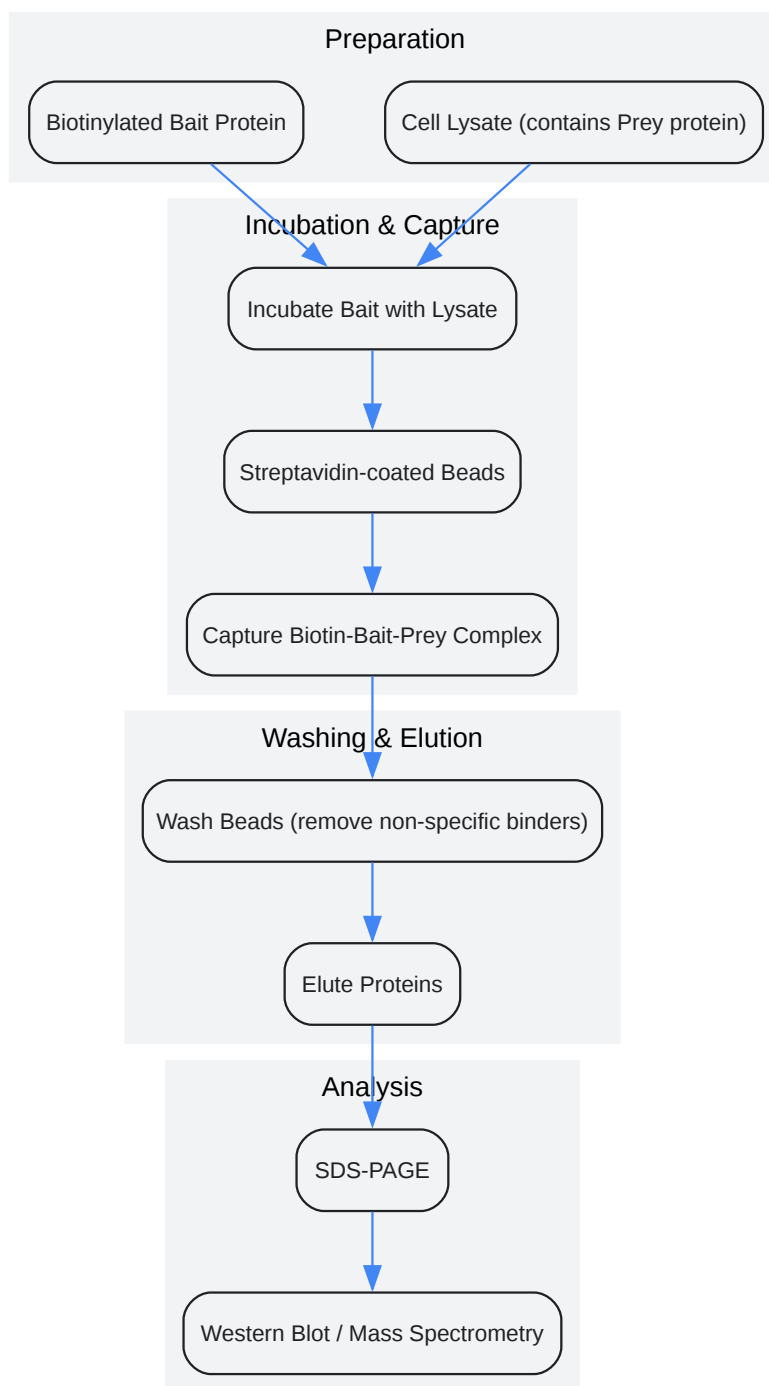 Preparation
Biotinylated Bait Protein
Cell Lysate (contains Prey protein)
Incubation & Capture
Incubate Bait with Lysate
Streptavidin-coated Beads
Capture Biotin-Bait-Prey Complex
Washing & Elution
Wash Beads (remove non-specific binders)
Elute Proteins
Analysis
SDS-PAGE
Western Blot / Mass Spectrometry